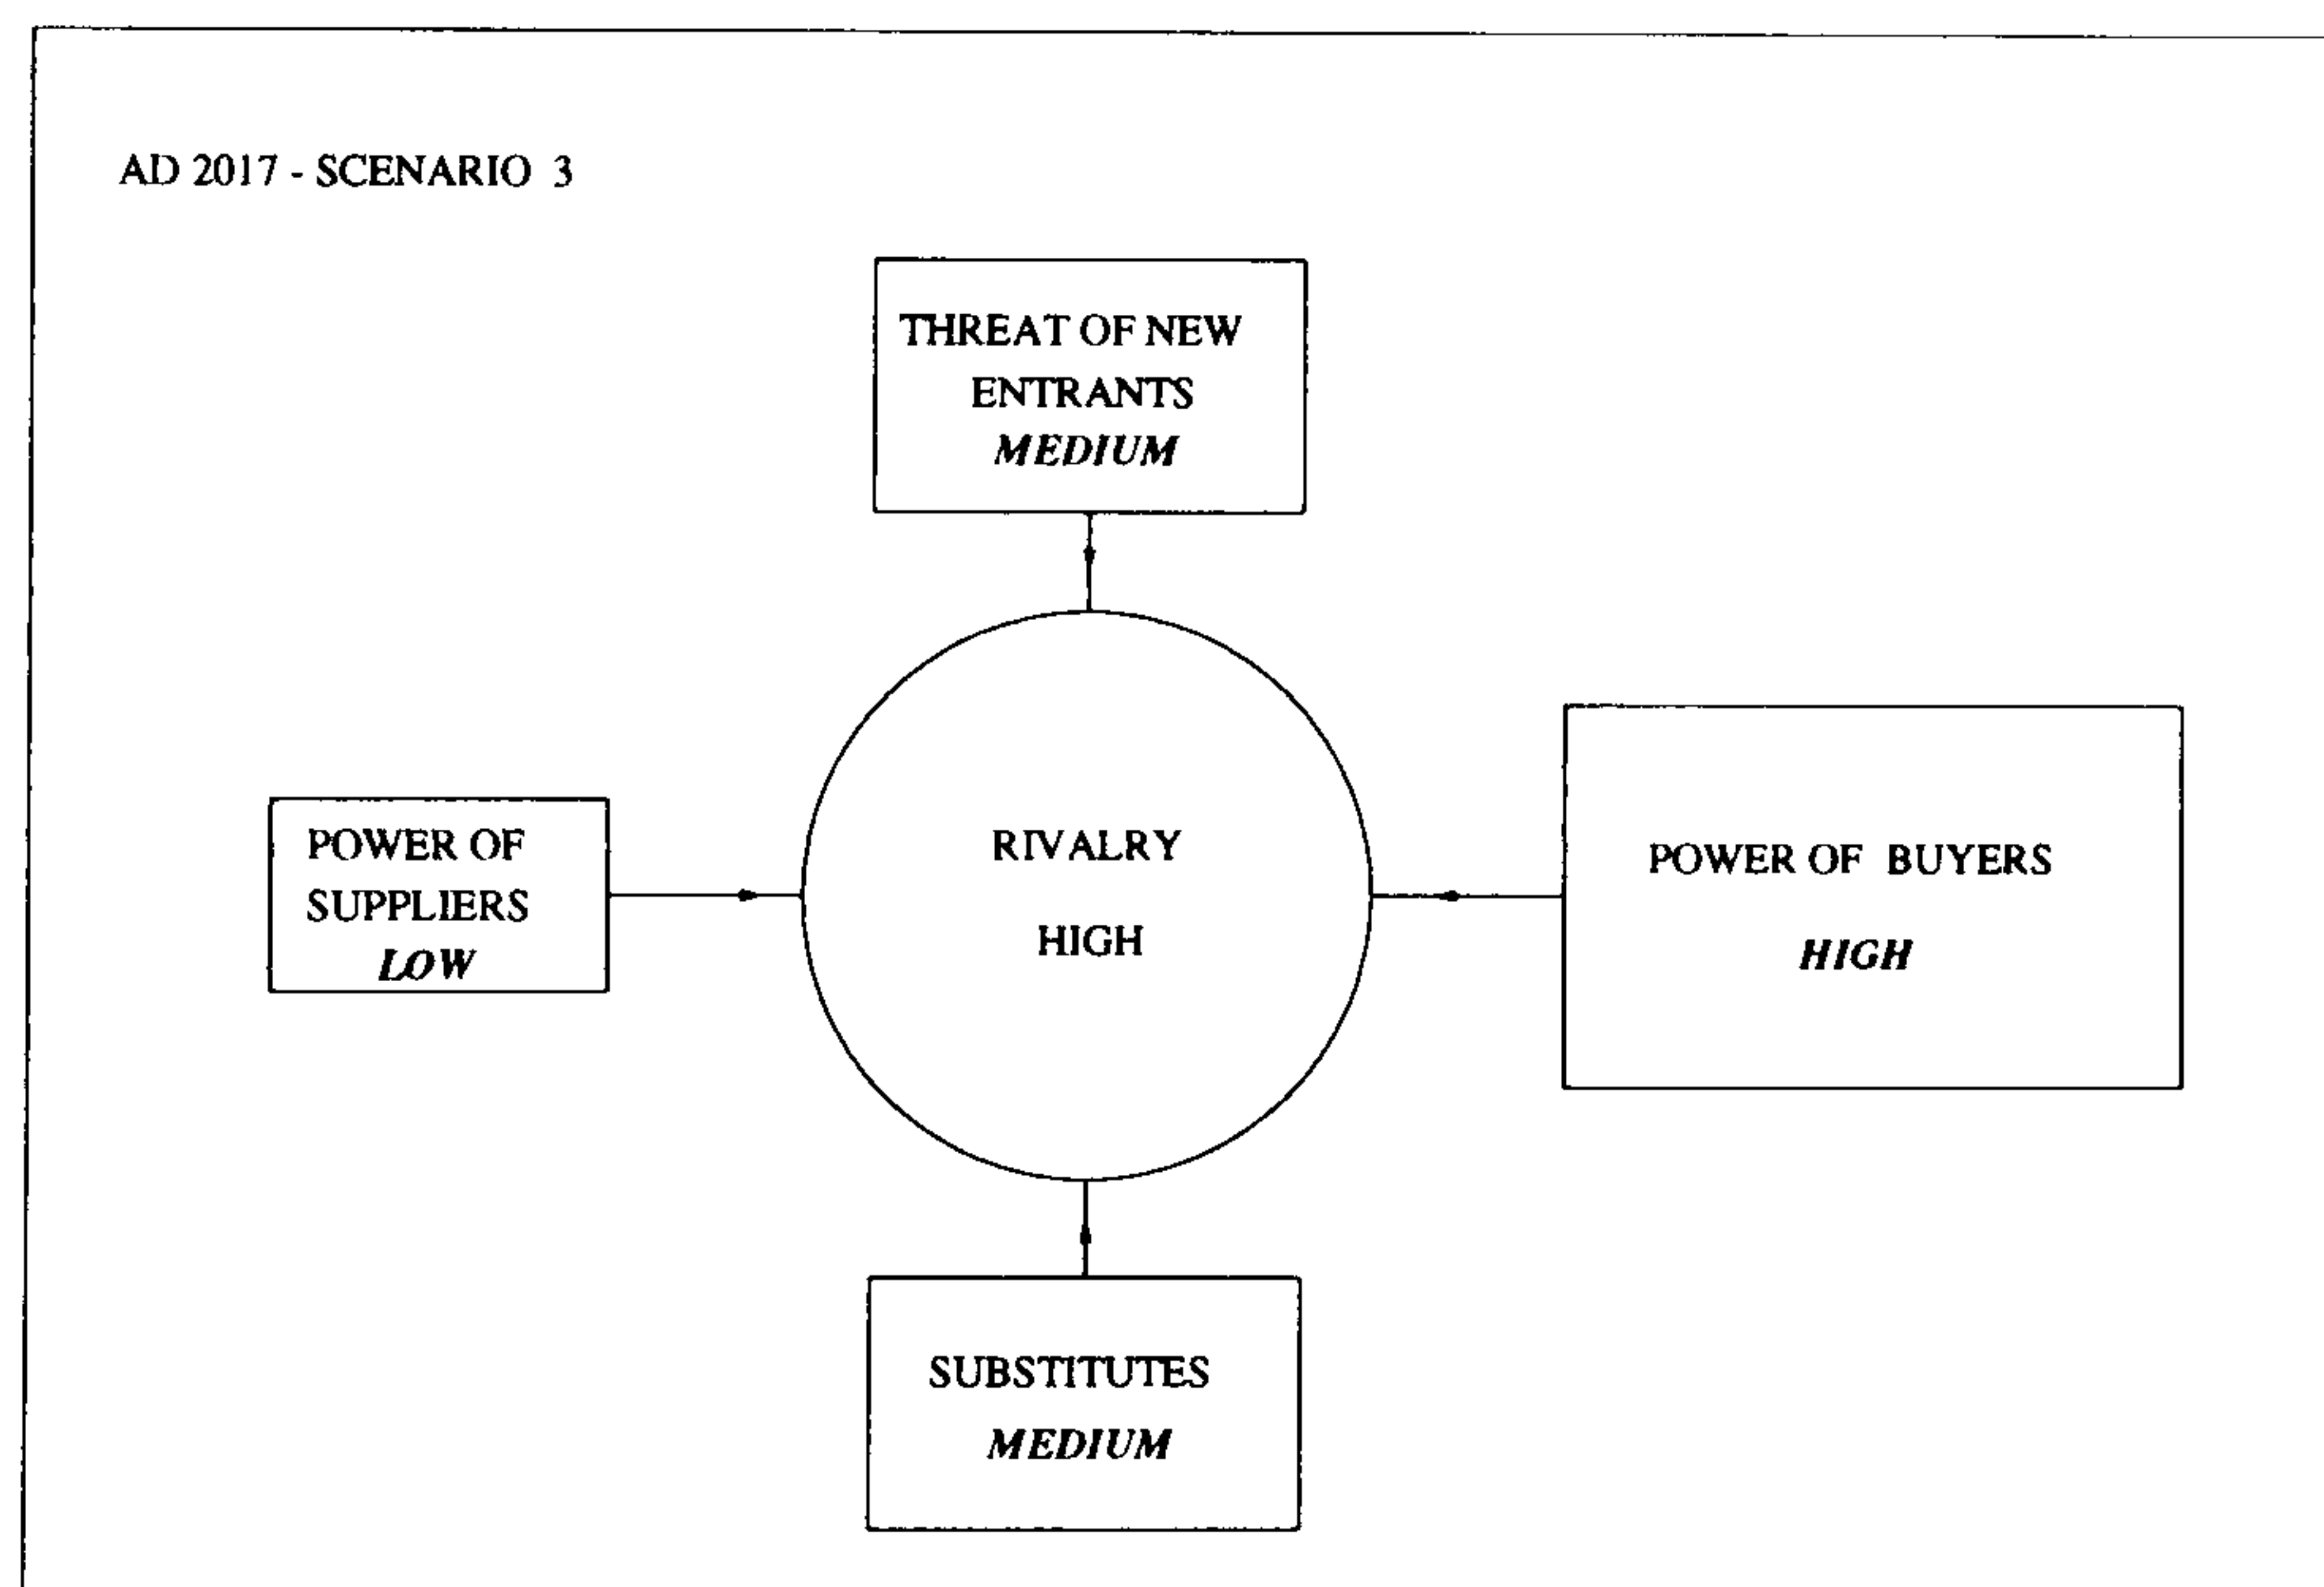 AD 2017 - SCENARIO 3
THREAT OF NEW
ENTRANTS
MEDIUM
POWER OF
SUPPLIERS
LOW
RIVALRY
HIGH
POWER OF BUYERS
HIGH
SUBSTITUTES
MEDIUM